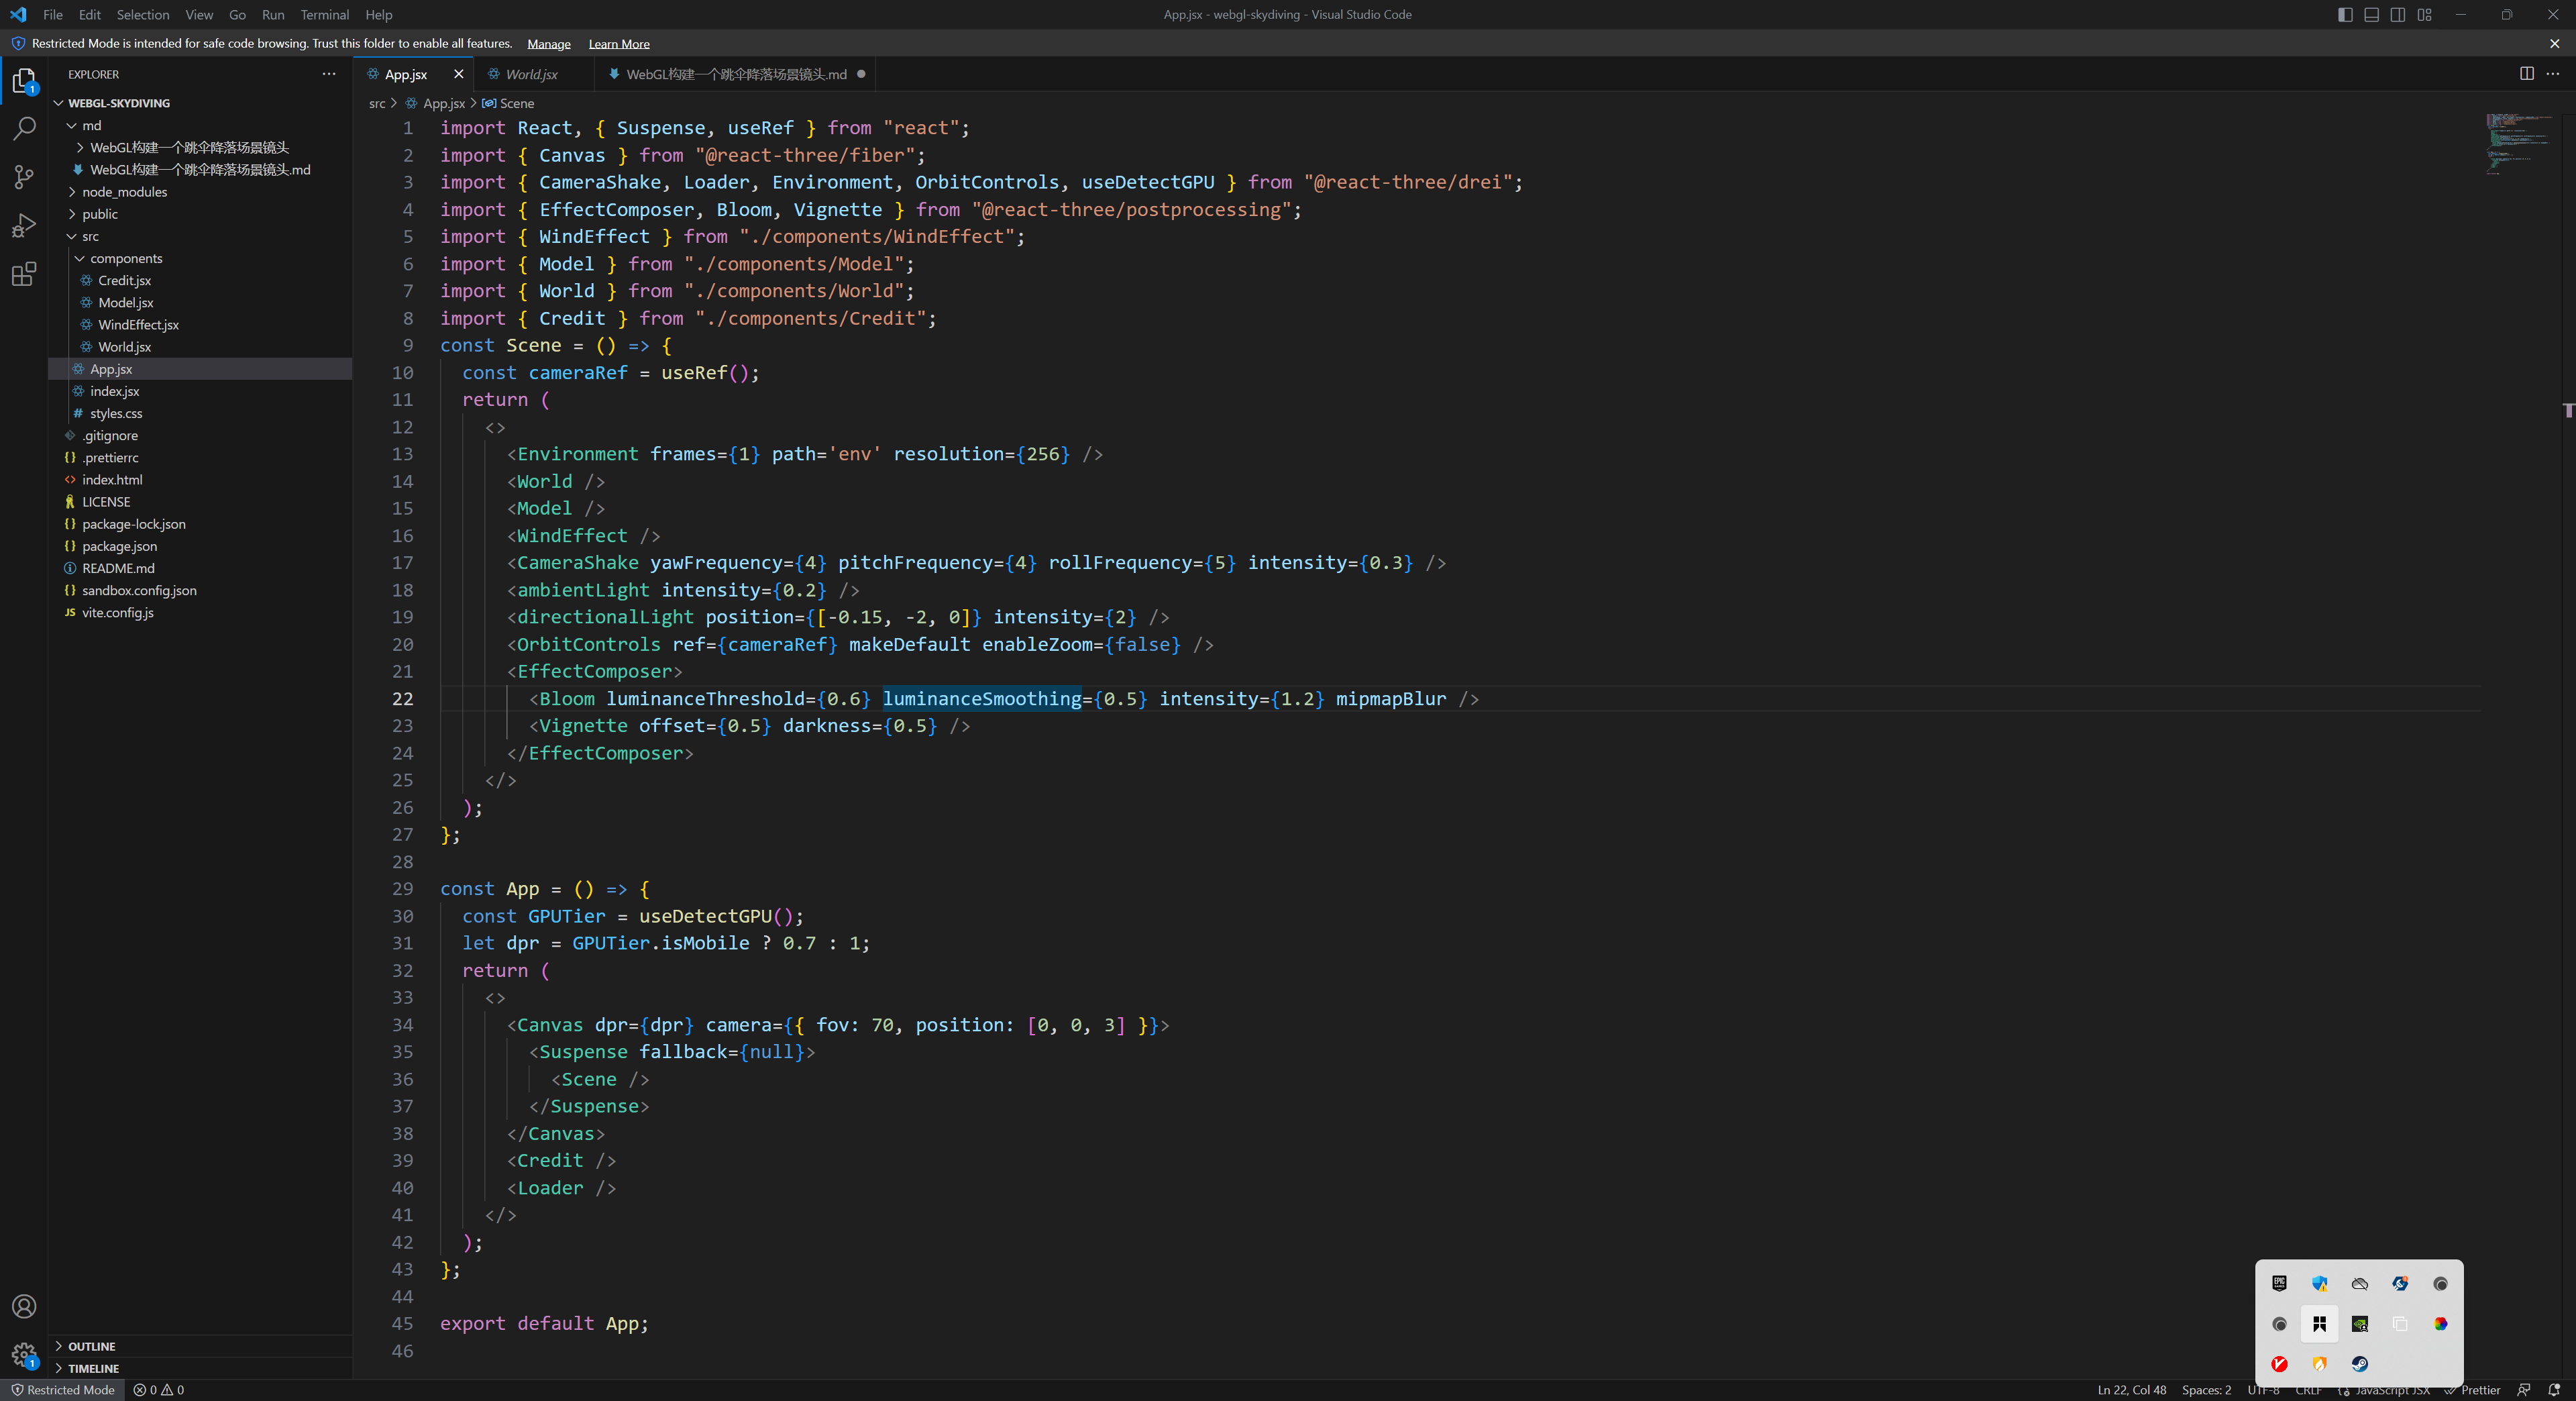 File Edit Selection View Go Run Terminal Help
App.jsx - webgl-skydiving - Visual Studio Code
Restricted Mode is intended for safe code browsing. Trust this folder to enable all features. Manage Learn More
EXPLORER
WEBGL-SKYDIVING
md
WebGL构建一个跳伞降落场景镜头
WebGL构建一个跳伞降落场景镜头.md
node_modules
public
src
components
Credit.jsx
Model.jsx
WindEffect.jsx
World.jsx
App.jsx
index.jsx
styles.css
.gitignore
.prettierrc
index.html
LICENSE
package-lock.json
package.json
README.md
sandbox.config.json
vite.config.js
OUTLINE
TIMELINE
App.jsx World.jsx WebGL构建一个跳伞降落场景镜头.md
src > App.jsx > Scene
1 import React, { Suspense, useRef } from "react";
2 import { Canvas } from "@react-three/fiber";
3 import { CameraShake, Loader, Environment, OrbitControls, useDetectGPU } from "@react-three/drei";
4 import { EffectComposer, Bloom, Vignette } from "@react-three/postprocessing";
5 import { WindEffect } from "./components/WindEffect";
6 import { Model } from "./components/Model";
7 import { World } from "./components/World";
8 import { Credit } from "./components/Credit";
9 const Scene = () => {
10 const cameraRef = useRef();
11 return (
12 <>
13 <Environment frames={1} path='env' resolution={256} />
14 <World />
15 <Model />
16 <WindEffect />
17 <CameraShake yawFrequency={4} pitchFrequency={4} rollFrequency={5} intensity={0.3} />
18 <ambientLight intensity={0.2} />
19 <directionalLight position={[-0.15, -2, 0]} intensity={2} />
20 <OrbitControls ref={cameraRef} makeDefault enableZoom={false} />
21 <EffectComposer>
22 <Bloom luminanceThreshold={0.6} luminanceSmoothing={0.5} intensity={1.2} mipmapBlur />
23 <Vignette offset={0.5} darkness={0.5} />
24 </EffectComposer>
25 </>
26 );
27 };
28
29 const App = () => {
30 const GPUTier = useDetectGPU();
31 let dpr = GPUTier.isMobile ? 0.7 : 1;
32 return (
33 <>
34 <Canvas dpr={dpr} camera={{ fov: 70, position: [0, 0, 3] }}>
35 <Suspense fallback={null}>
36 <Scene />
37 </Suspense>
38 </Canvas>
39 <Credit />
40 <Loader />
41 </>
42 );
43 };
44
45 export default App;
46
Restricted Mode 0 0
Ln 22, Col 48 Spaces: 2 UTF-8 CRLF JavaScript JSX Prettier